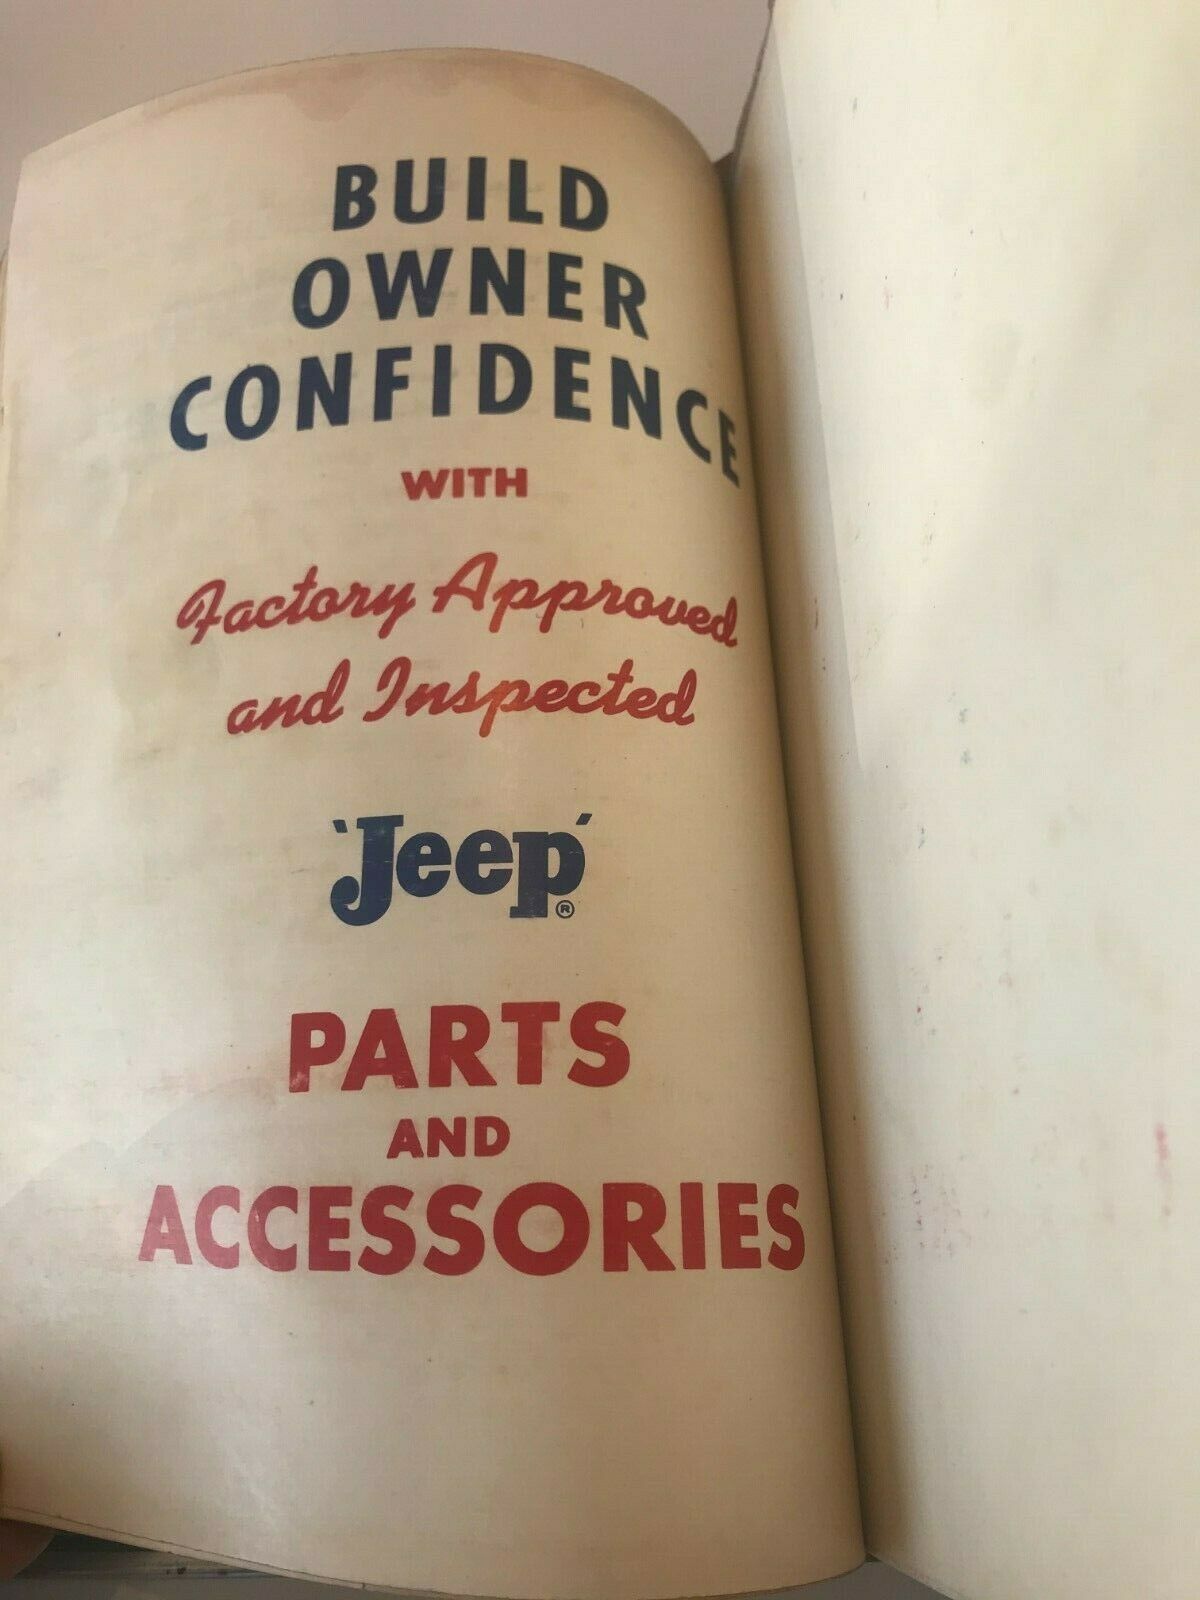 BUILD
OWNER
CONFIDENCE
WITH
Factory Approved
and Inspected
'Jeep'®
PARTS
AND
ACCESSORIES